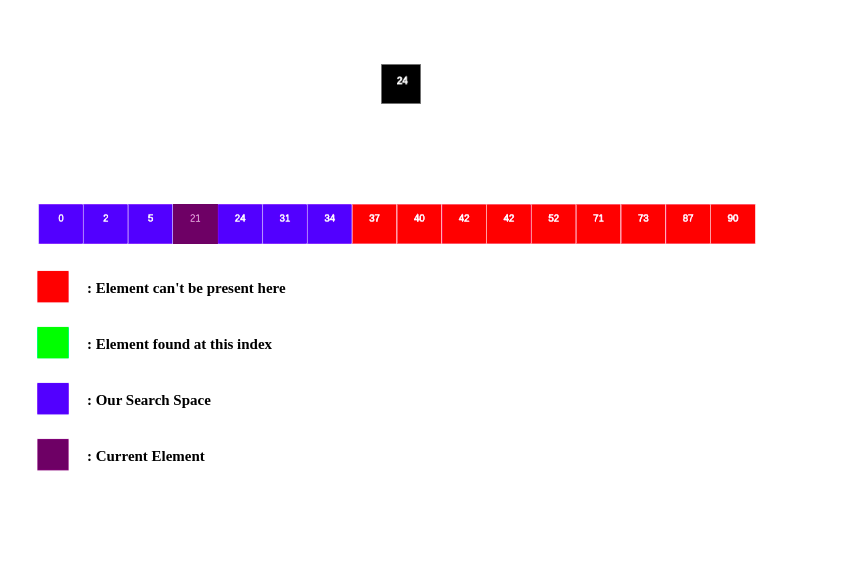 24
0 2 5 21 24 31 34 37 40 42 42 52 71 73 87 90
: Element can't be present here
: Element found at this index
: Our Search Space
: Current Element